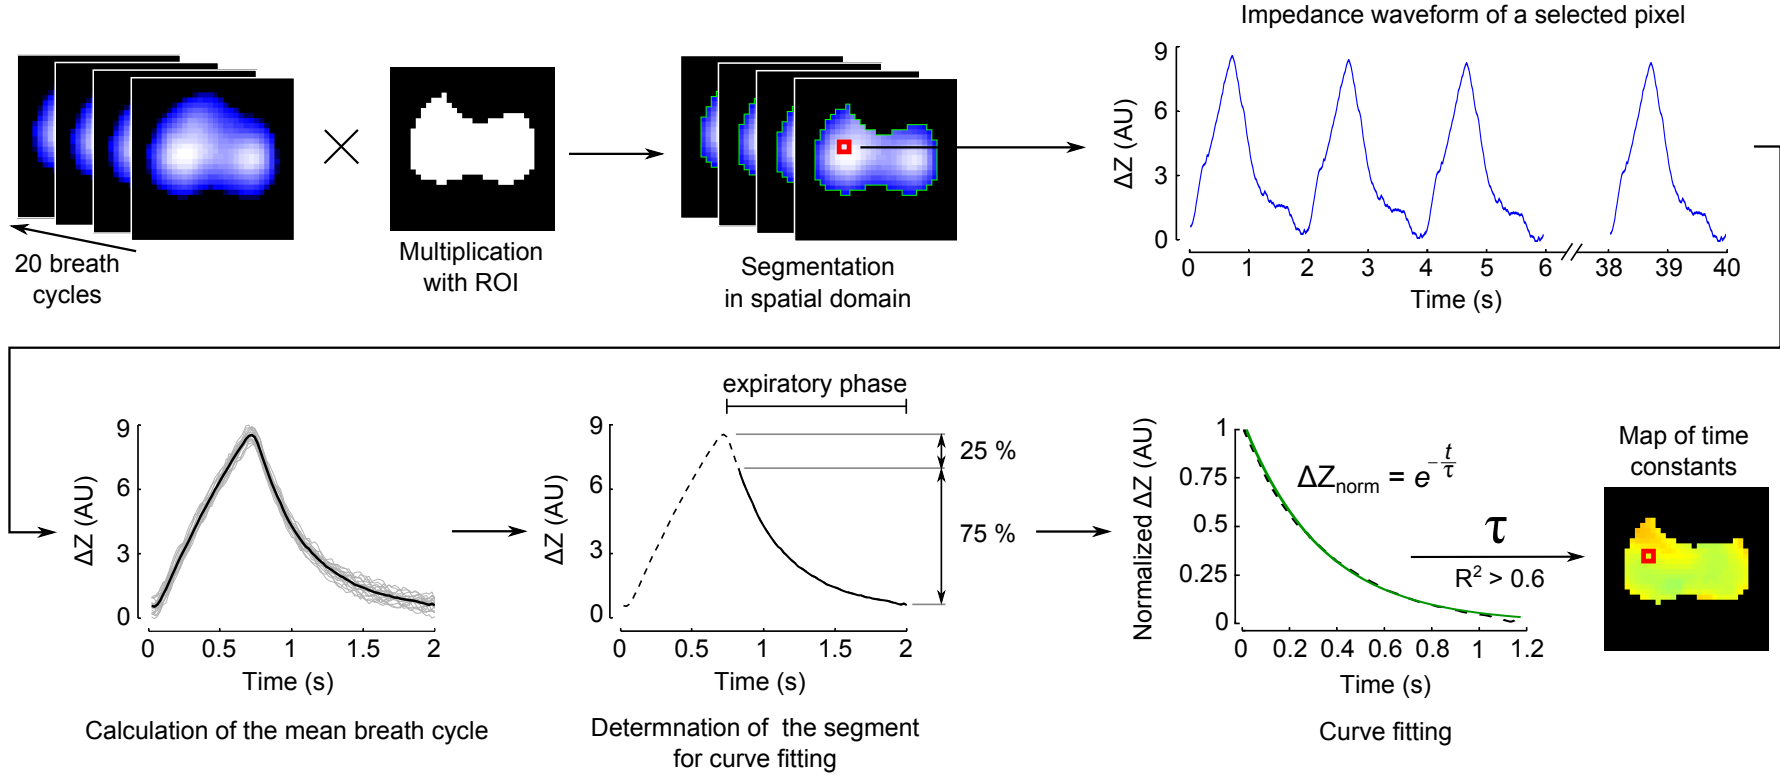 Impedance waveform of a selected pixel
20 breath
cycles
Multiplication
with ROI
Segmentation
in spatial domain
ΔZ (AU)
9
6
3
0
0 1 2 3 4 5 6 38 39 40
Time (s)
ΔZ (AU)
9
6
3
0
0 0.5 1 1.5 2
Time (s)
Calculation of the mean breath cycle
expiratory phase
ΔZ (AU)
9
6
3
0
25 %
75 %
0 0.5 1 1.5 2
Time (s)
Determnation of the segment
for curve fitting
Normalized ΔZ (AU)
1
0.75
0.5
0.25
0
ΔZnorm = e^-t/τ
0 0.2 0.4 0.6 0.8 1 1.2
Time (s)
Curve fitting
τ
R² > 0.6
Map of time
constants